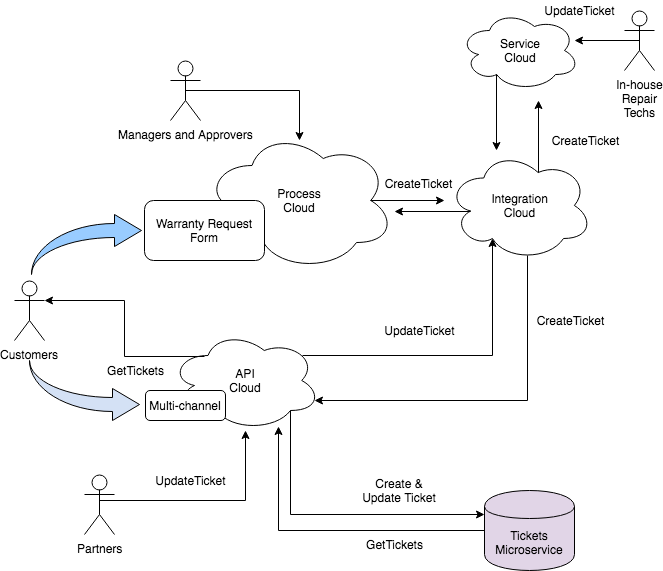 UpdateTicket
Service
Cloud
In-house
Repair
Techs
Managers and Approvers
CreateTicket
Process
Cloud
CreateTicket
Integration
Cloud
Warranty Request
Form
Customers
UpdateTicket
CreateTicket
GetTickets
API
Cloud
Multi-channel
UpdateTicket
Create &
Update Ticket
Partners
GetTickets
Tickets
Microservice